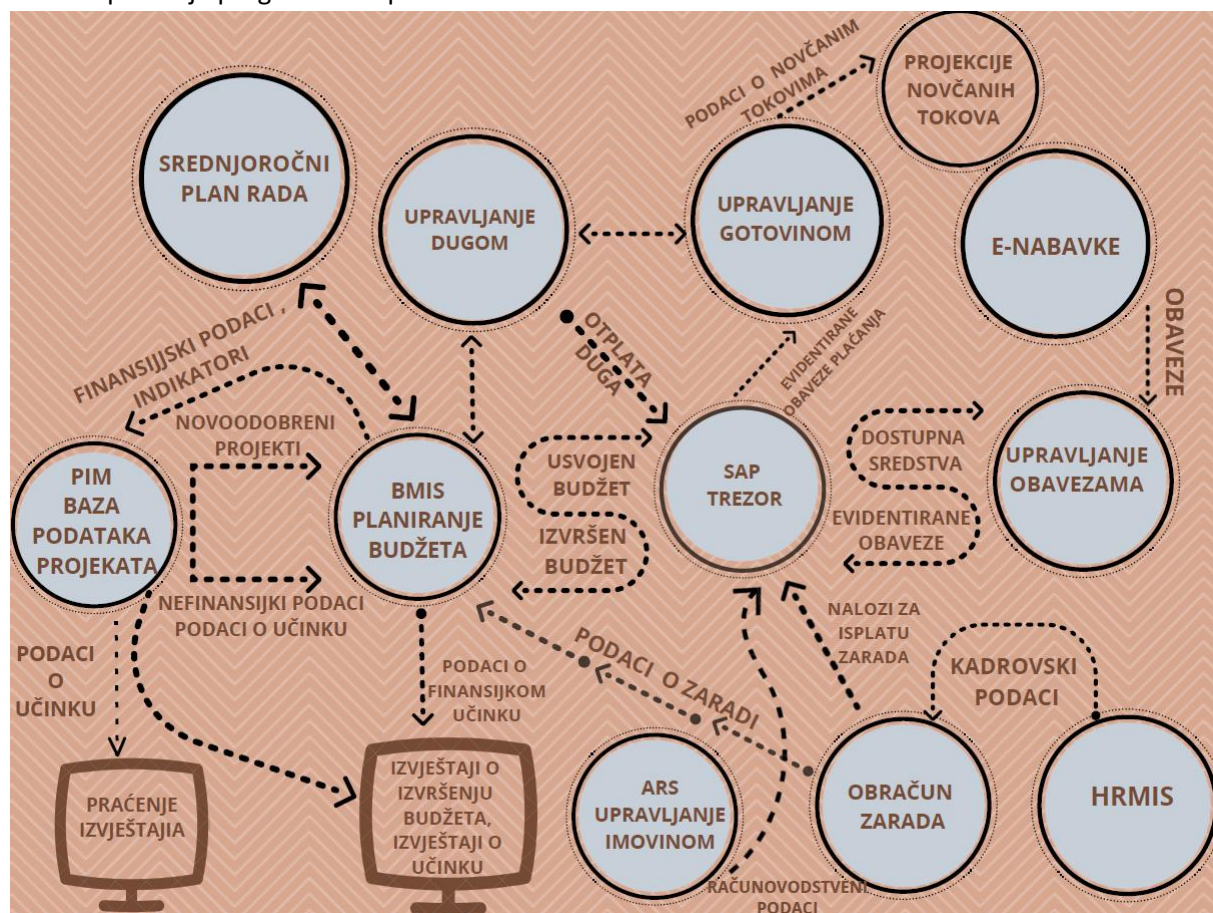 PODACI O NOVČANIM
TOKOVIMA
PROJEKCIJE
NOVČANIH
TOKOVA
SREDNJOROČNI
PLAN RADA
UPRAVLJANJE
DUGOM
UPRAVLJANJE
GOTOVINOM
E-NABAVKE
OBAVEZE
FINANSIJJSKI PODACI ,
INDIKATORI
OTPLATA
DUGA
EVIDENTIRANE
OBAVEZE PLAĆANJA
NOVOODOBRENI
PROJEKTI
PIM
BAZA
PODATAKA
PROJEKATA
BMIS
PLANIRANJE
BUDŽETA
USVOJEN
BUDŽET
IZVRŠEN
BUDŽET
SAP
TREZOR
DOSTUPNA
SREDSTVA
EVIDENTIRANE
OBAVEZE
UPRAVLJANJE
OBAVEZAMA
NEFINANSIJKI PODACI
PODACI O UČINKU
PODACI
O
UČINKU
PODACI O
FINANSIJKOM
UČINKU
PODACI O ZARADI
NALOZI ZA
ISPLATU
ZARADA
KADROVSKI
PODACI
PRAĆENJE
IZVJEŠTAJIA
IZVJEŠTAJI O
IZVRŠENJU
BUDŽETA,
IZVJEŠTAJI O
UČINKU
ARS
UPRAVLJANJE
IMOVINOM
OBRAČUN
ZARADA
HRMIS
RAČUNOVODSTVENI
PODACI